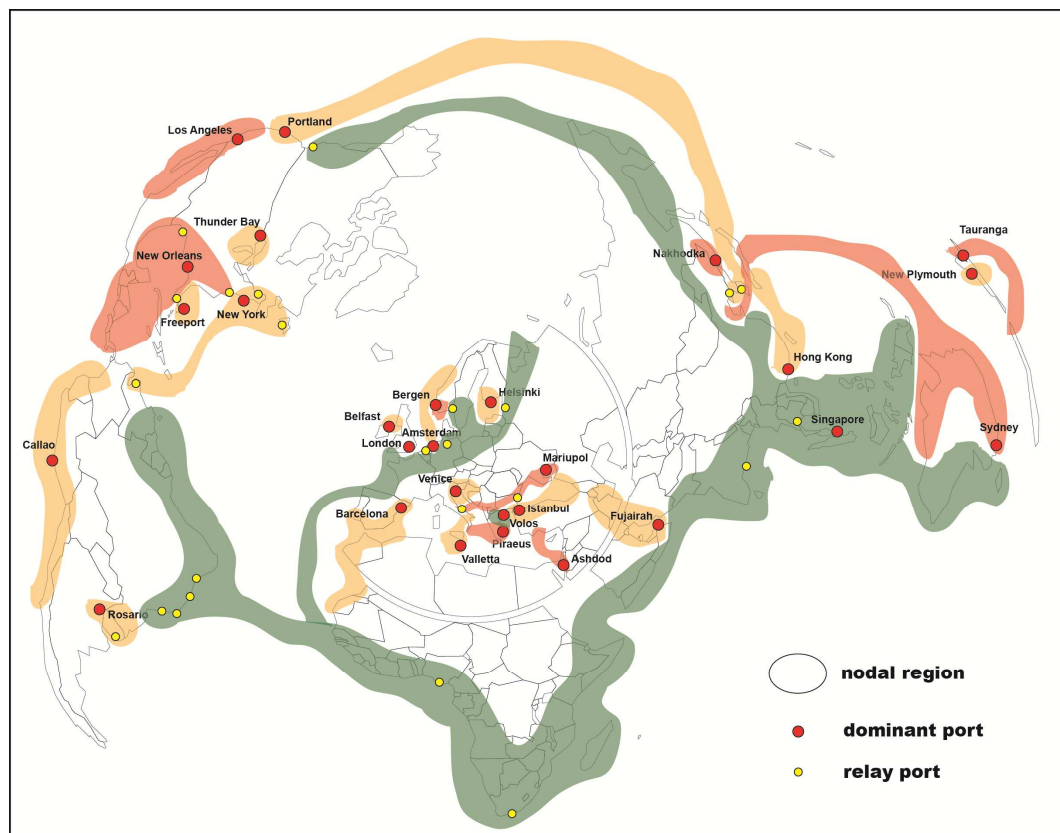 Portland
Los Angeles
Thunder Bay
New Orleans
Freeport
New York
Nakhodka
Tauranga
New Plymouth
Hong Kong
Bergen
Helsinki
Belfast
Amsterdam
London
Singapore
Sydney
Callao
Mariupol
Venice
Barcelona
Istanbul
Fujairah
Volos
Piraeus
Valletta
Ashdod
Rosario
nodal region
dominant port
relay port